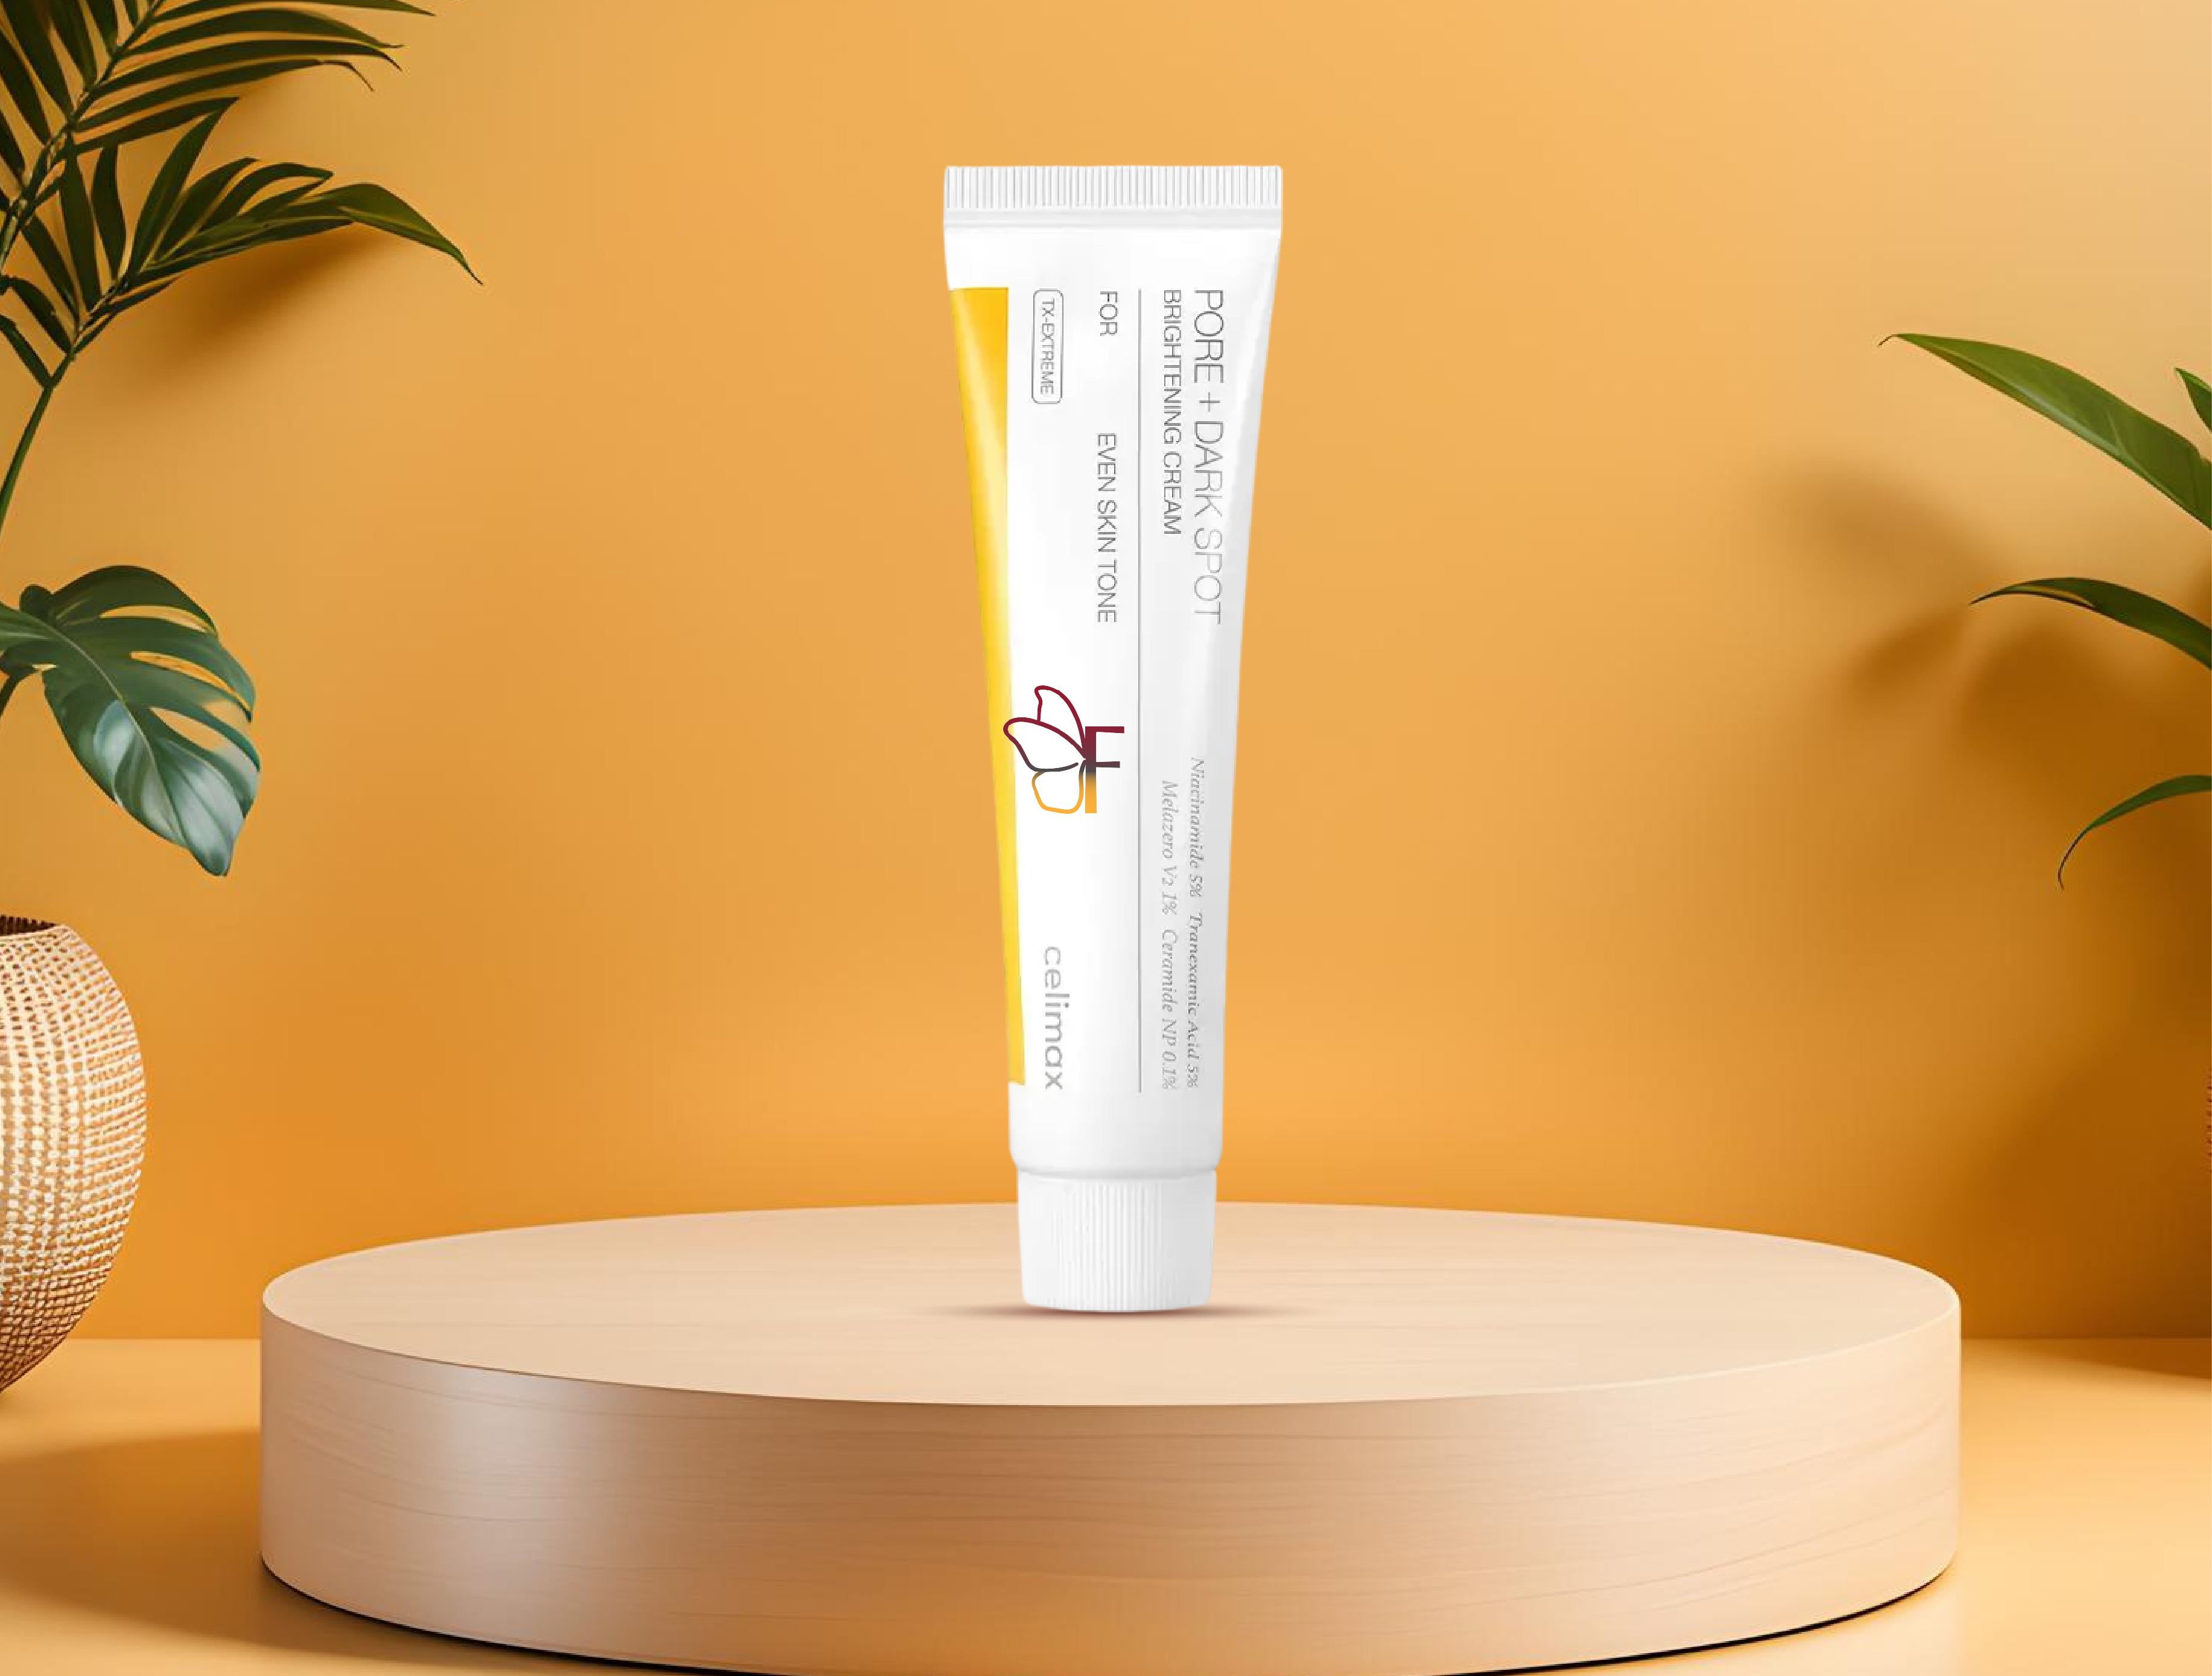 PORE + DARK SPOT
BRIGHTENING CREAM
Niacinamide 5% Tranexamic Acid 5%
Melazero V2 1% Ceramide NP 0.1%
FOR EVEN SKIN TONE
TX-EXTREME
celimax
F